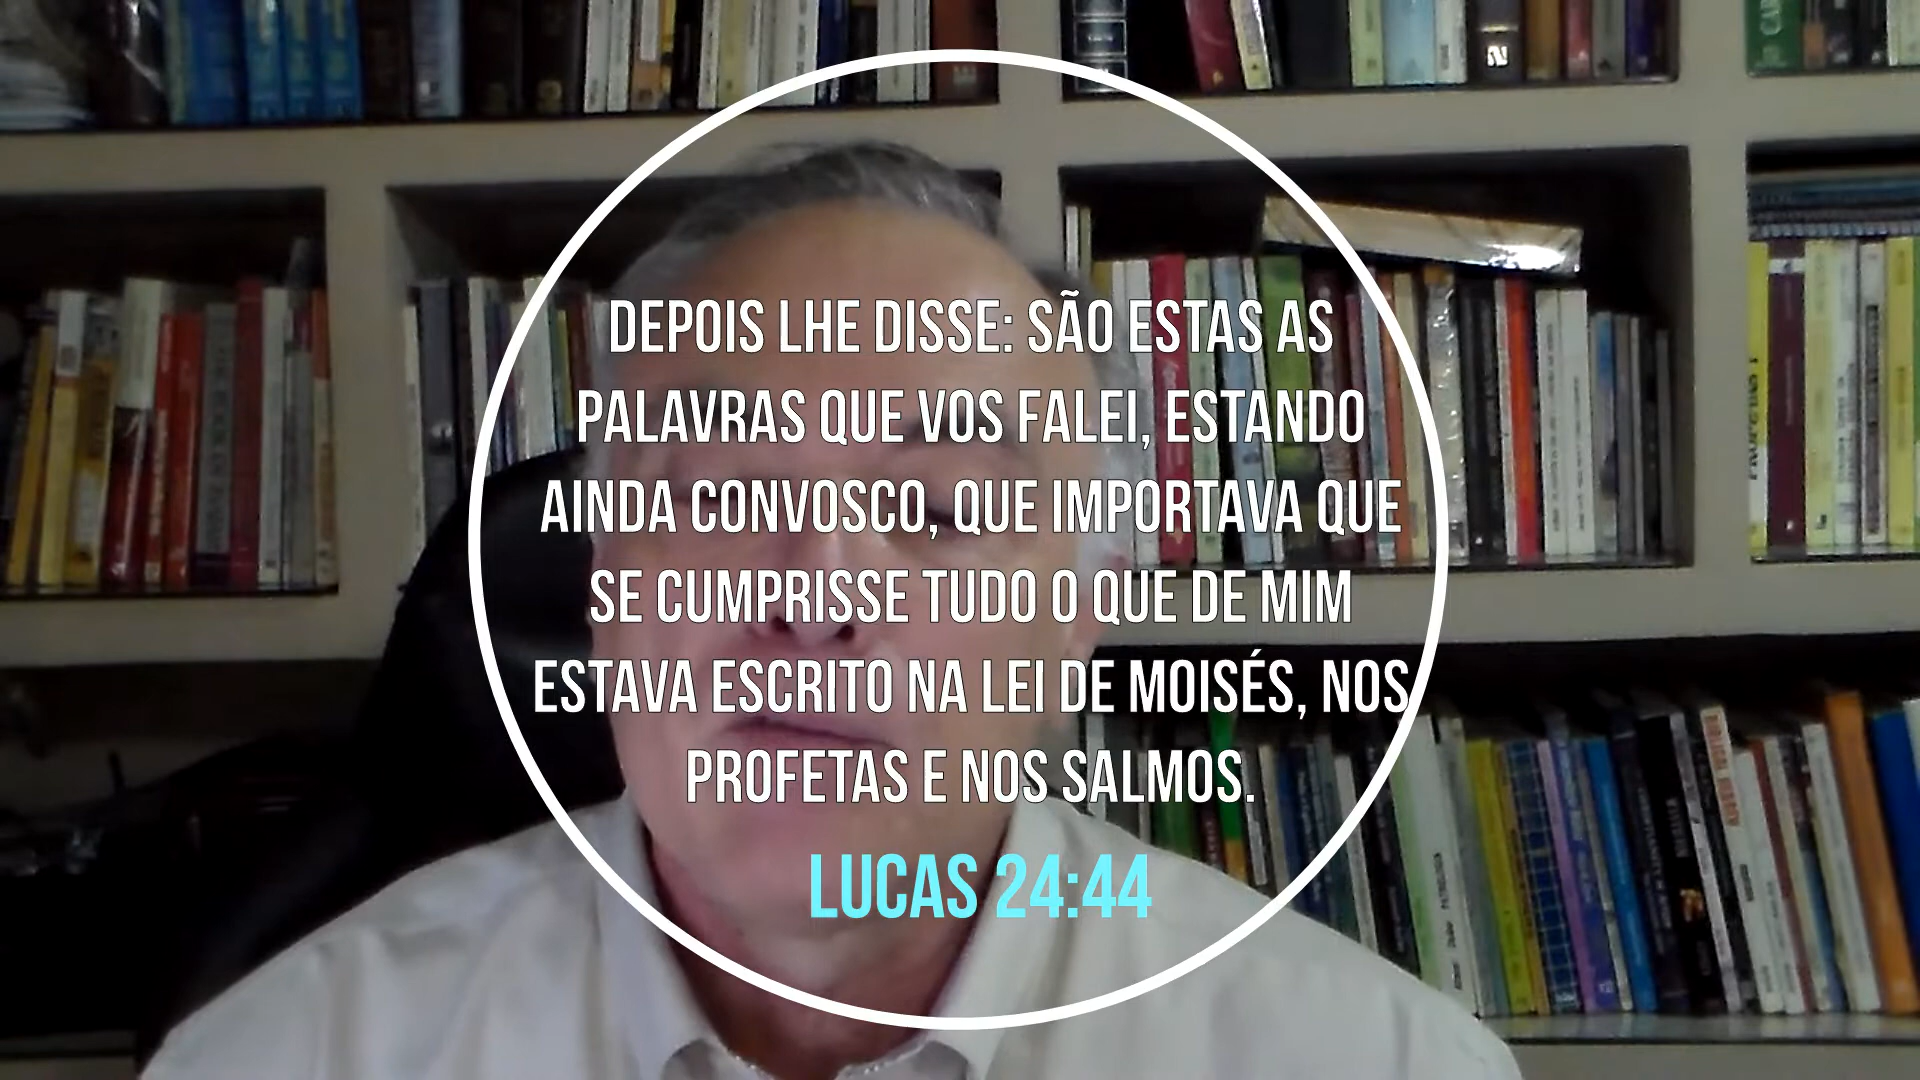 DEPOIS LHE DISSE: SÃO ESTAS AS
PALAVRAS QUE VOS FALEI, ESTANDO
AINDA CONVOSCO, QUE IMPORTAVA QUE
SE CUMPRISSE TUDO O QUE DE MIM
ESTAVA ESCRITO NA LEI DE MOISÉS, NOS
PROFETAS E NOS SALMOS.
LUCAS 24:44